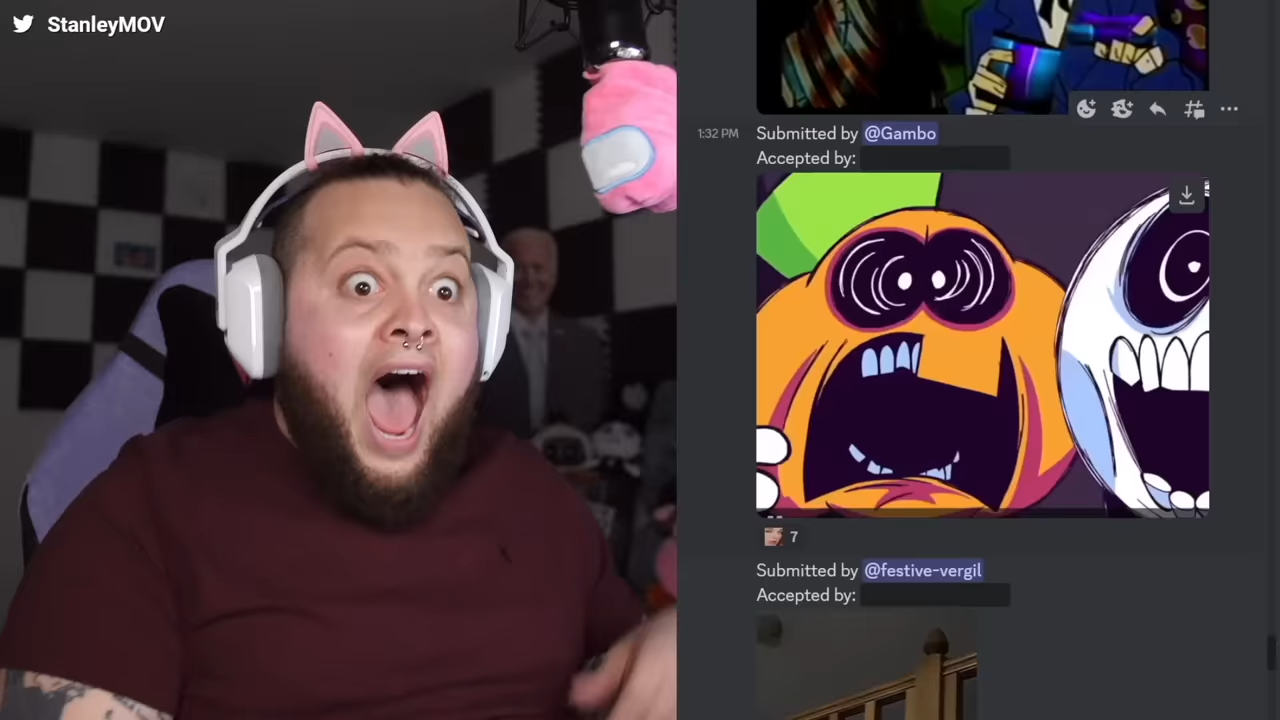 StanleyMOV
1:32 PM Submitted by @Gambo
Accepted by:
7
Submitted by @festive-vergil
Accepted by: